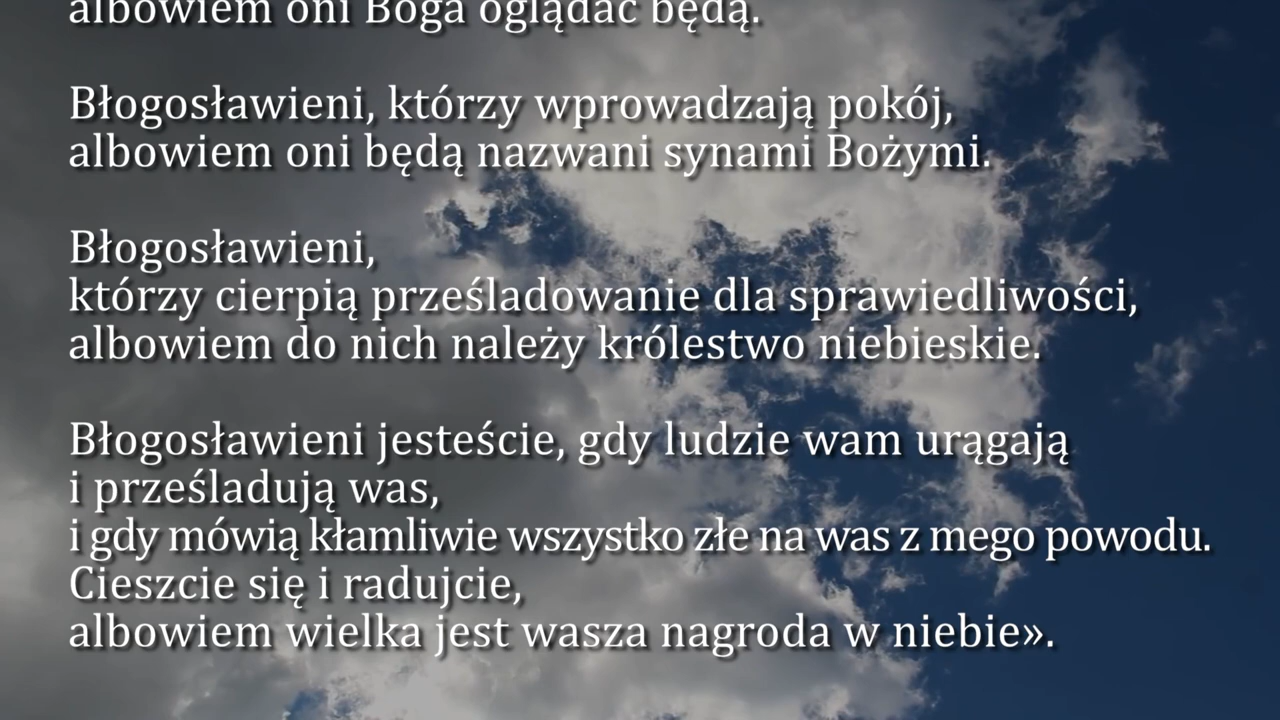 albowiem oni Boga oglądać będą.
Błogosławieni, którzy wprowadzają pokój,
albowiem oni będą nazwani synami Bożymi.
Błogosławieni,
którzy cierpią prześladowanie dla sprawiedliwości,
albowiem do nich należy królestwo niebieskie.
Błogosławieni jesteście, gdy ludzie wam urągają
i prześladują was,
i gdy mówią kłamliwie wszystko złe na was z mego powodu.
Cieszcie się i radujcie,
albowiem wielka jest wasza nagroda w niebie».